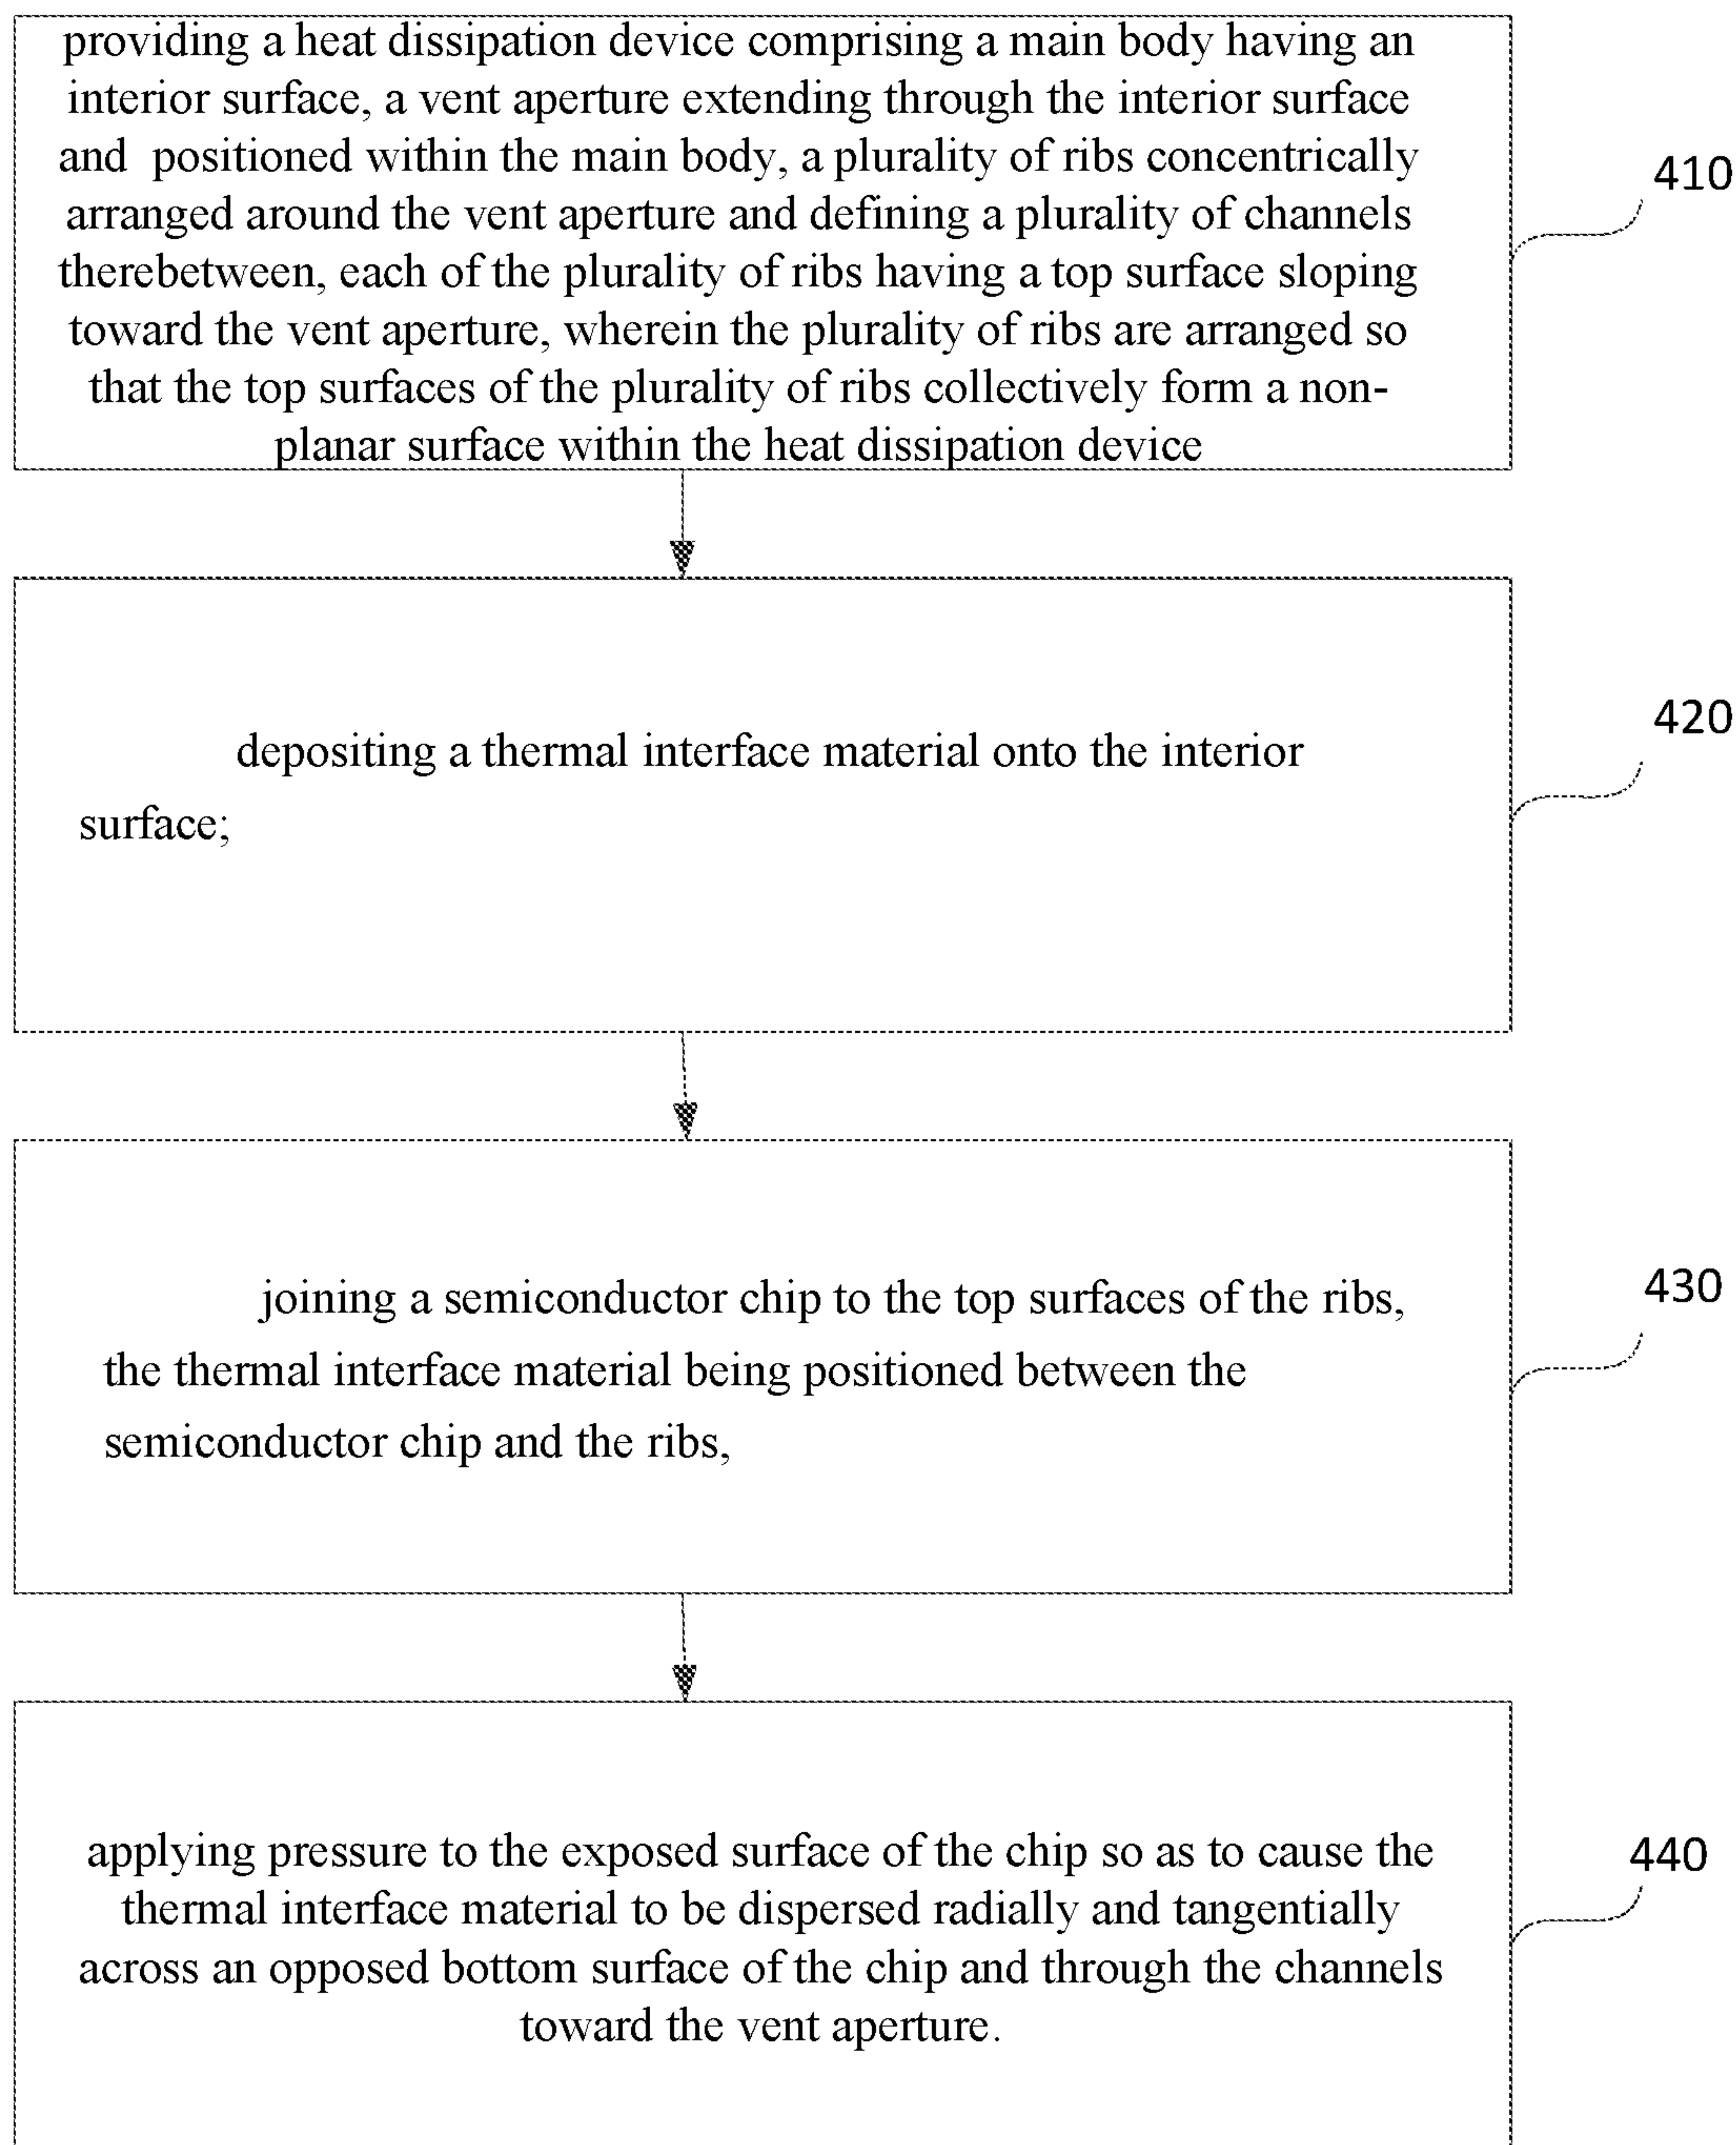 providing a heat dissipation device comprising a main body having an
interior surface, a vent aperture extending through the interior surface
and positioned within the main body, a plurality of ribs concentrically
arranged around the vent aperture and defining a plurality of channels
therebetween, each of the plurality of ribs having a top surface sloping
toward the vent aperture, wherein the plurality of ribs are arranged so
that the top surfaces of the plurality of ribs collectively form a non-
planar surface within the heat dissipation device
410
depositing a thermal interface material onto the interior
surface;
420
joining a semiconductor chip to the top surfaces of the ribs,
the thermal interface material being positioned between the
semiconductor chip and the ribs,
430
applying pressure to the exposed surface of the chip so as to cause the
thermal interface material to be dispersed radially and tangentially
across an opposed bottom surface of the chip and through the channels
toward the vent aperture.
440